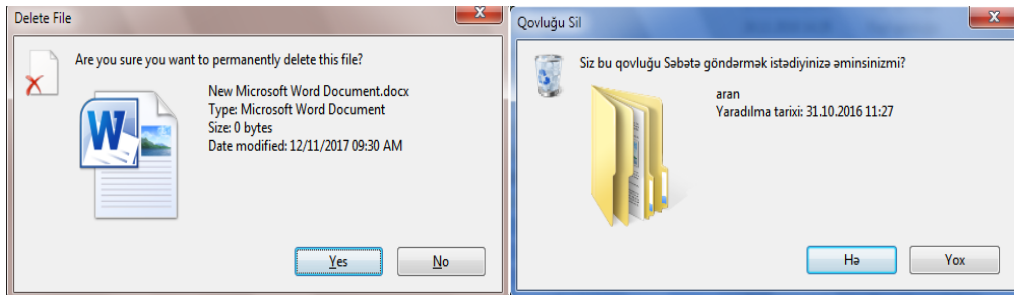 Delete File
Are you sure you want to permanently delete this file?
New Microsoft Word Document.docx
Type: Microsoft Word Document
Size: 0 bytes
Date modified: 12/11/2017 09:30 AM
Yes
No
Qovluğu Sil
Siz bu qovluğu Səbətə göndərmək istədiyinizə əminsinizmi?
aran
Yaradılma tarixi: 31.10.2016 11:27
Hə
Yox